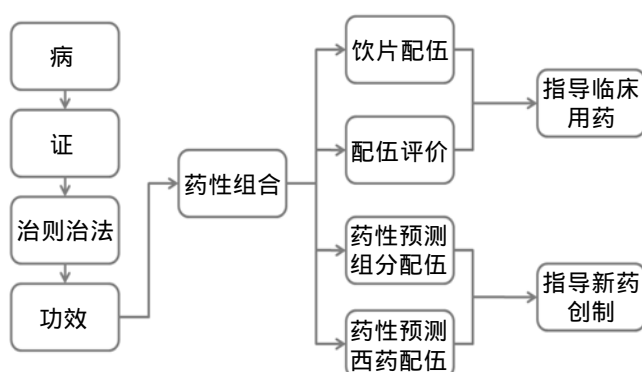 病
证
治则治法
功效
药性组合
饮片配伍
配伍评价
药性预测
组分配伍
药性预测
西药配伍
指导临床
用药
指导新药
创制